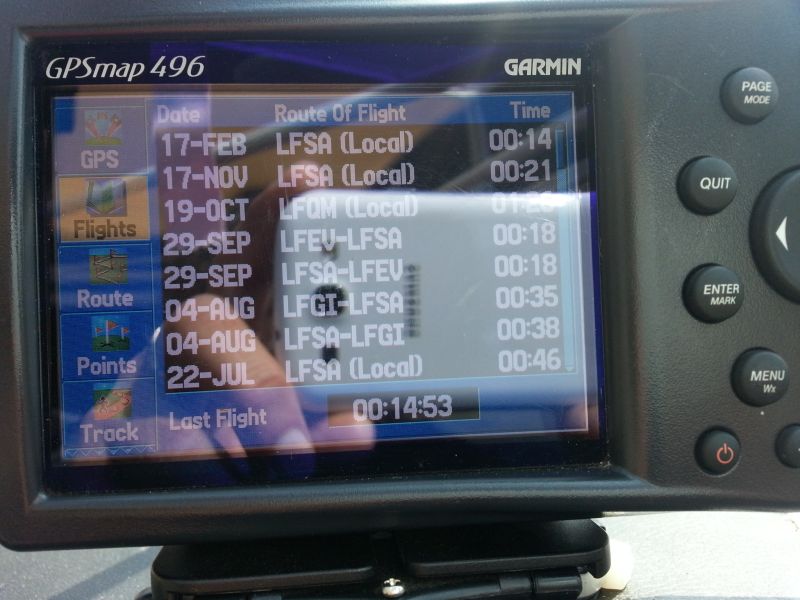 GPSmap 496 GARMIN
PAGE
MODE
QUIT
ENTER
MARK
MENU
Wx
GPS
Flights
Route
Points
Track
Date Route Of Flight Time
17-FEB LFSA (Local) 00:14
17-NOV LFSA (Local) 00:21
19-OCT LFQM (Local)
29-SEP LFEV-LFSA 00:18
29-SEP LFSA-LFEV 00:18
04-AUG LFGI-LFSA 00:35
04-AUG LFSA-LFGI 00:38
22-JUL LFSA (Local) 00:46
Last Flight 00:14:53